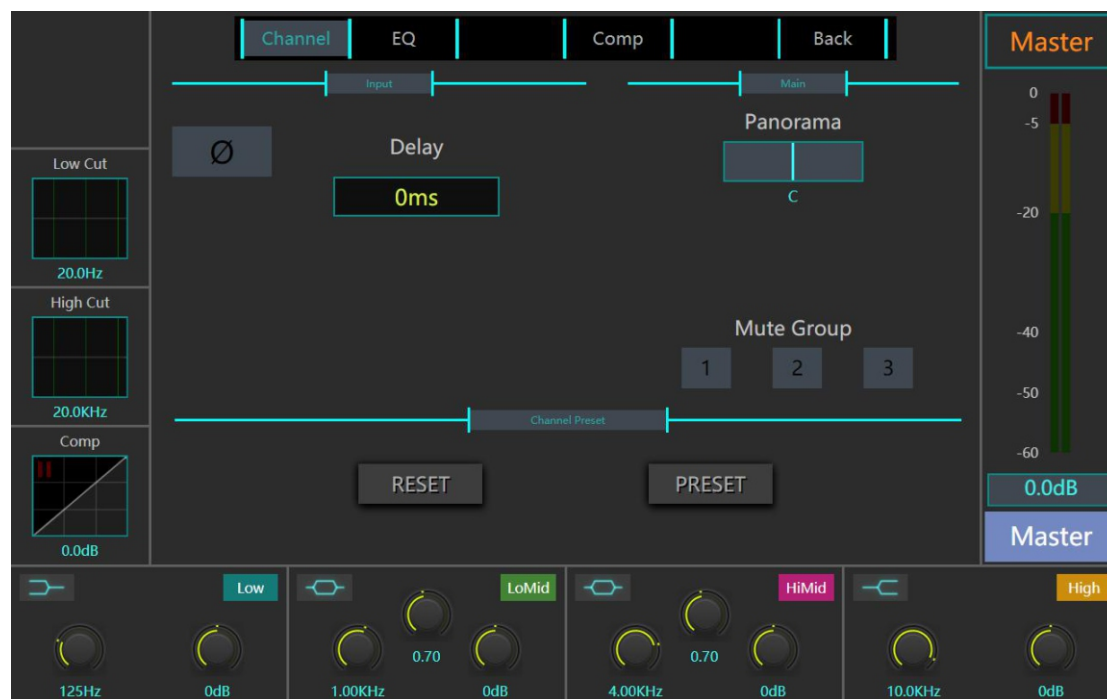 Channel EQ Comp Back
Master
Input
Main
Ø
Delay
0ms
Panorama
C
Low Cut
20.0Hz
High Cut
20.0KHz
Comp
0.0dB
Mute Group
1 2 3
Channel Preset
RESET PRESET
0
-5
-20
-40
-50
-60
0.0dB
Master
Low
125Hz 0dB
LoMid
0.70
1.00KHz 0dB
HiMid
0.70
4.00KHz 0dB
High
10.0KHz 0dB